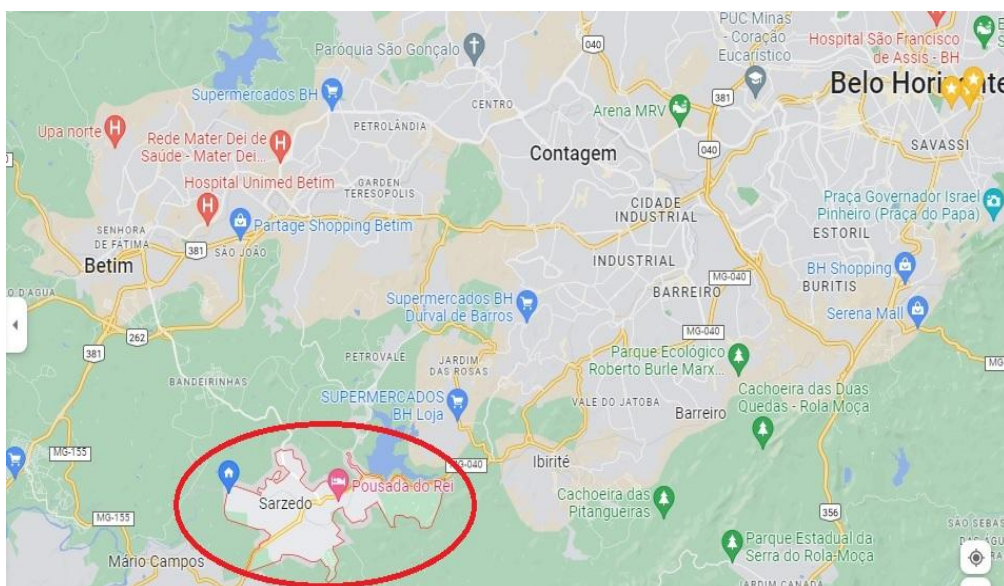 PUC Minas
- Coração
Eucarístico
Hospital São Francisco
de Assis - BH
Paróquia São Gonçalo
040
Belo Hori
te
Supermercados BH
CENTRO
381
Arena MRV
PETROLÂNDIA
Upa norte
Rede Mater Dei de
Saúde - Mater Dei...
040
SAVASSI
Contagem
Hospital Unimed Betim
GARDEN
TERESÓPOLIS
CIDADE
INDUSTRIAL
Praça Governador Israel
Pinheiro (Praça do Papa)
Partage Shopping Betim
SENHORA
DE FÁTIMA
381
SÃO JOÃO
ESTORIL
Betim
INDUSTRIAL
MG-040
BH Shopping
BURITIS
BARREIRO
Supermercados BH
Durval de Barros
Serena Mall
262
MG-040
381
PETROVALE
JARDIM
DAS ROSAS
Parque Ecológico
Roberto Burle Marx...
MG
BANDEIRINHAS
SUPERMERCADOS
BH Loja
VALE DO JATOBA
Barreiro
Cachoeira das Duas
Quedas - Rola Moça
MG-155
MG-040
Ibirité
Pousada do Rei
Sarzedo
Cachoeira das
Pitangueiras
MG-155
356
Mário Campos
Parque Estadual da
Serra do Rola-Moça
JARDIM CANADÁ